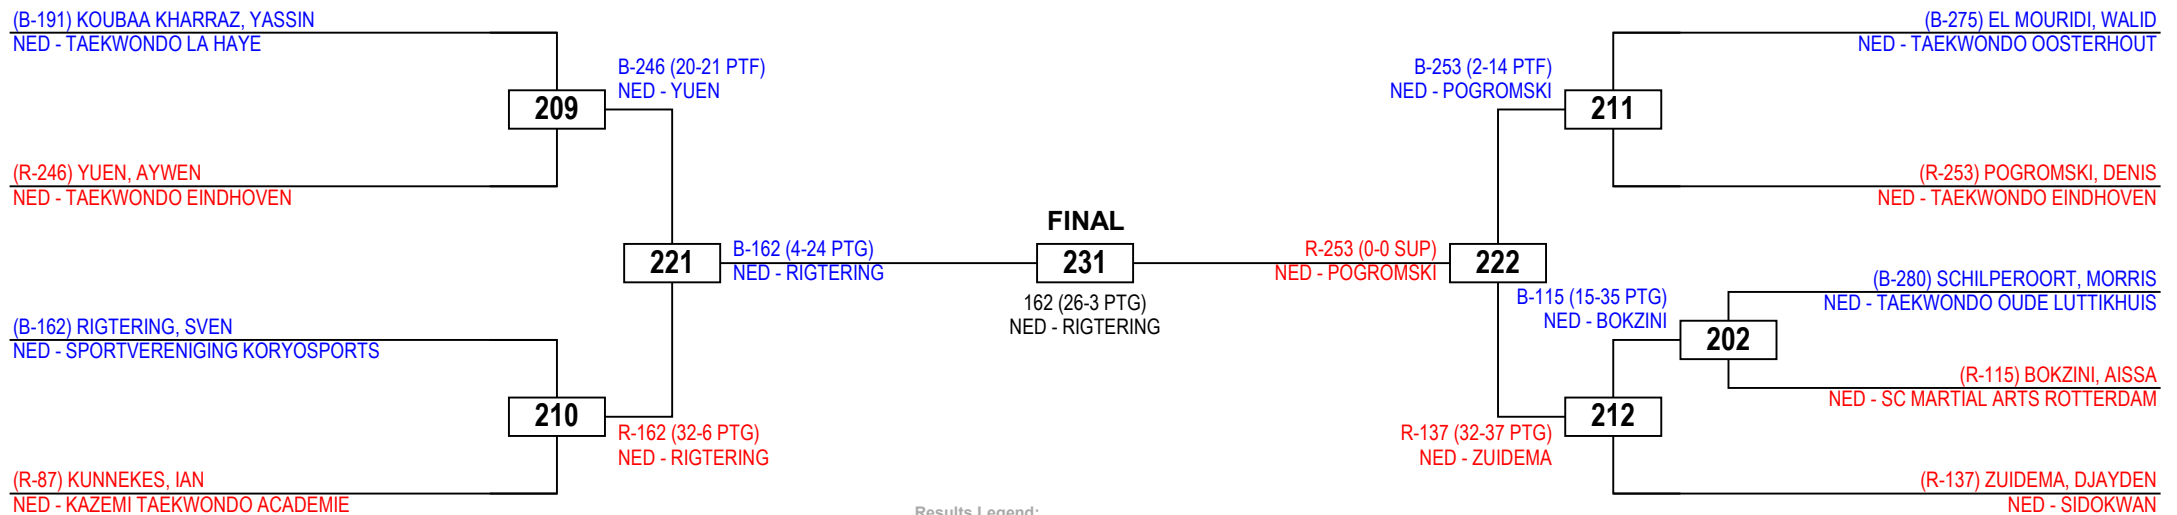 (B-191) KOUBAA KHARRAZ, YASSIN
NED - TAEKWONDO LA HAYE
B-246 (20-21 PTF)
NED - YUEN
209
(R-246) YUEN, AYWEN
NED - TAEKWONDO EINDHOVEN
221
B-162 (4-24 PTG)
NED - RIGTERING
(B-162) RIGTERING, SVEN
NED - SPORTVERENIGING KORYOSPORTS
210
R-162 (32-6 PTG)
NED - RIGTERING
(R-87) KUNNEKES, IAN
NED - KAZEMI TAEKWONDO ACADEMIE
FINAL
231
162 (26-3 PTG)
NED - RIGTERING
(B-275) EL MOURIDI, WALID
NED - TAEKWONDO OOSTERHOUT
B-253 (2-14 PTF)
NED - POGROMSKI
211
(R-253) POGROMSKI, DENIS
NED - TAEKWONDO EINDHOVEN
R-253 (0-0 SUP)
NED - POGROMSKI
222
(B-280) SCHILPEROORT, MORRIS
NED - TAEKWONDO OUDE LUTTIKHUIS
B-115 (15-35 PTG)
NED - BOKZINI
202
(R-115) BOKZINI, AISSA
NED - SC MARTIAL ARTS ROTTERDAM
212
R-137 (32-37 PTG)
NED - ZUIDEMA
(R-137) ZUIDEMA, DJAYDEN
NED - SIDOKWAN
Results Legend: